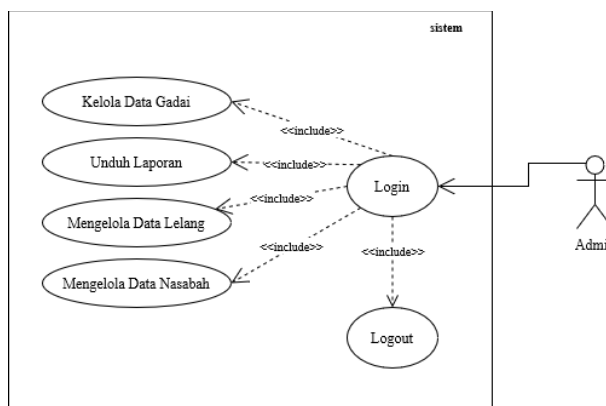 sistem
Kelola Data Gadai
<<include>>
Unduh Laporan
<<include>>
Login
<<include>>
Mengelola Data Lelang
<<include>>
Mengelola Data Nasabah
<<include>>
Admi
Logout